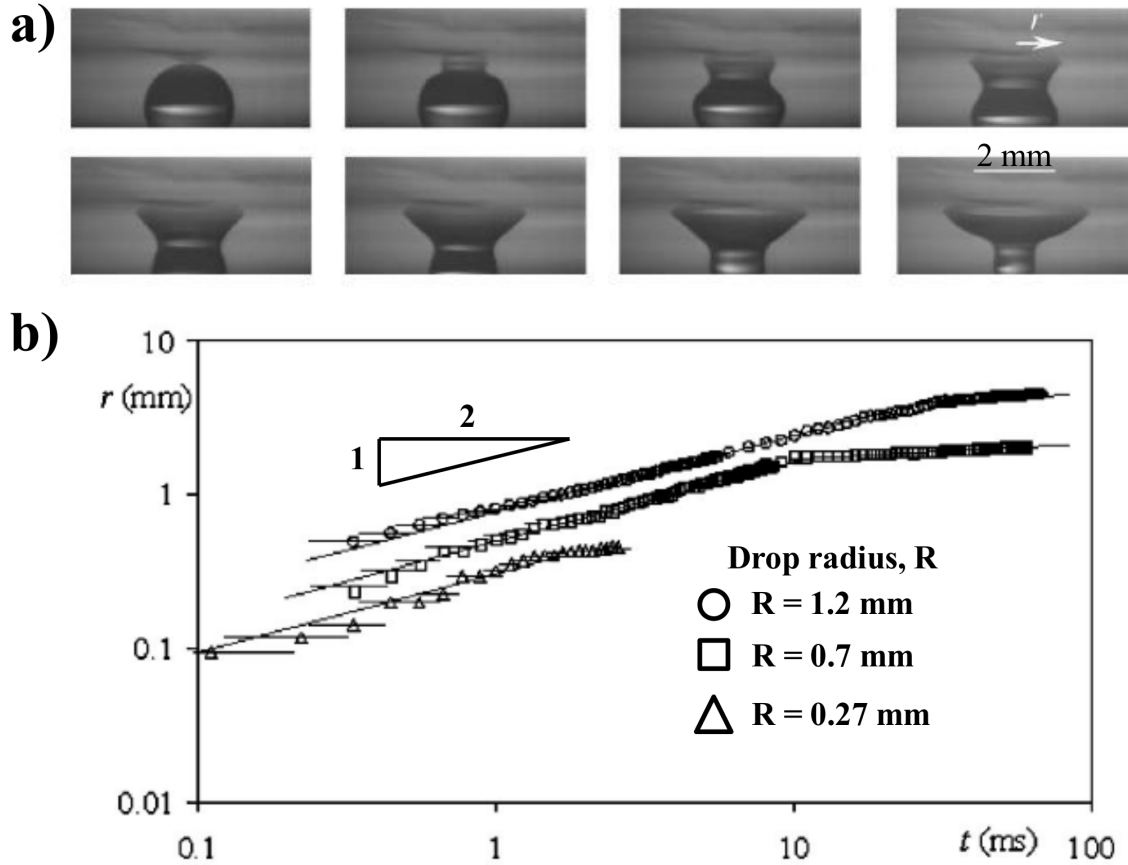 a)
r
2 mm
b)
10
r (mm)
2
1
1
Drop radius, R
R = 1.2 mm
R = 0.7 mm
0.1
R = 0.27 mm
0.01
0.1
1
10
t (ms)
100